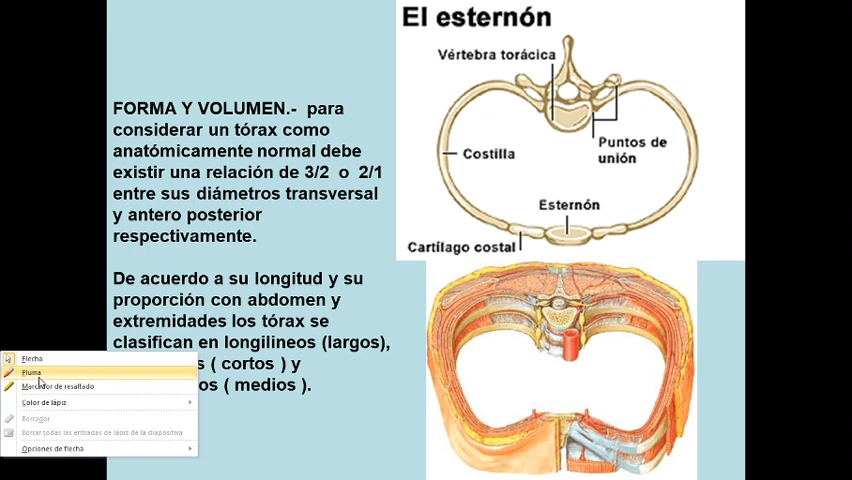 El esternón
Vértebra torácica
Puntos de
unión
Costilla
Esternón
Cartílago costal
FORMA Y VOLUMEN.- para
considerar un tórax como
anatómicamente normal debe
existir una relación de 3/2 o 2/1
entre sus diámetros transversal
y antero posterior
respectivamente.
De acuerdo a su longitud y su
proporción con abdomen y
extremidades los tórax se
clasifican en longilineos (largos),
s ( cortos ) y
os ( medios ).
Flecha
Pluma
Marcador de resaltado
Color de lápiz
Borrador
Borrar todas las entradas de lápiz de la diapositiva
Opciones de flecha